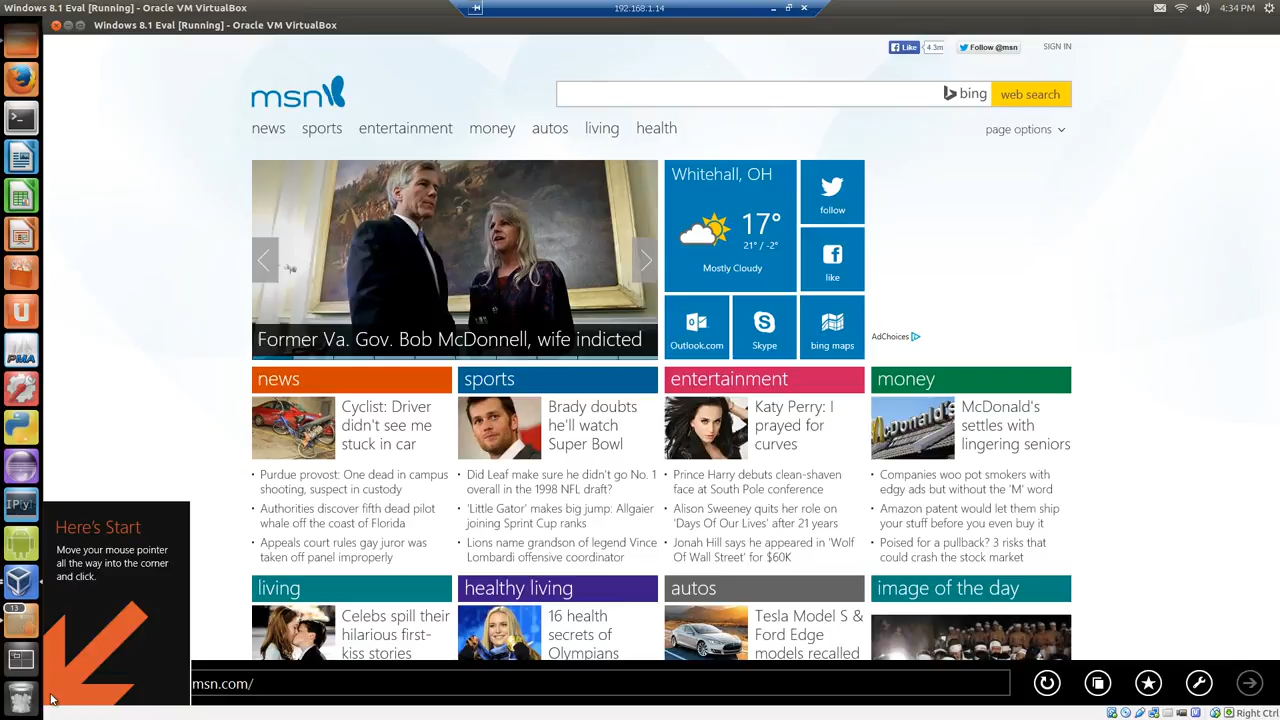 Windows 8.1 Eval [Running] - Oracle VM VirtualBox
192.168.1.14
4:34 PM
Windows 8.1 Eval [Running] - Oracle VM VirtualBox
Like 4.3m
Follow @msn
SIGN IN
msn
bing
web search
news sports entertainment money autos living health
page options
Former Va. Gov. Bob McDonnell, wife indicted
Whitehall, OH
17°
21° / -2°
Mostly Cloudy
follow
like
Outlook.com
Skype
bing maps
AdChoices
news
Cyclist: Driver
didn't see me
stuck in car
Purdue provost: One dead in campus
shooting, suspect in custody
Authorities discover fifth dead pilot
whale off the coast of Florida
Appeals court rules gay juror was
taken off panel improperly
sports
Brady doubts
he'll watch
Super Bowl
Did Leaf make sure he didn't go No. 1
overall in the 1998 NFL draft?
'Little Gator' makes big jump: Allgaier
joining Sprint Cup ranks
Lions name grandson of legend Vince
Lombardi offensive coordinator
entertainment
Katy Perry: I
prayed for
curves
Prince Harry debuts clean-shaven
face at South Pole conference
Alison Sweeney quits her role on
'Days Of Our Lives' after 21 years
Jonah Hill says he appeared in 'Wolf
Of Wall Street' for $60K
money
McDonald's
settles with
lingering seniors
Companies woo pot smokers with
edgy ads but without the 'M' word
Amazon patent would let them ship
your stuff before you even buy it
Poised for a pullback? 3 risks that
could crash the stock market
living
Celebs spill their
hilarious first-
kiss stories
healthy living
16 health
secrets of
Olympians
autos
Tesla Model S &
Ford Edge
models recalled
image of the day
Here's Start
Move your mouse pointer
all the way into the corner
and click.
msn.com/
PMA
IPy
13
Right Ctrl